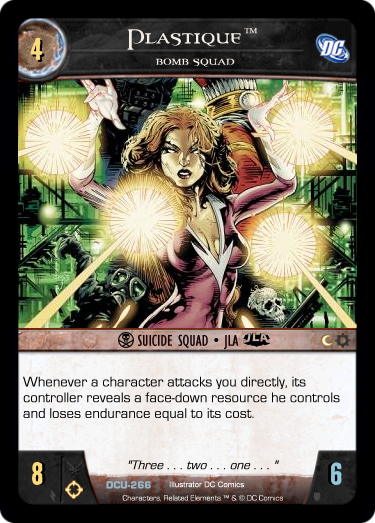 4
PLASTIQUE™
BOMB SQUAD
DC
SUICIDE SQUAD • JLA JLA
Whenever a character attacks you directly, its
controller reveals a face-down resource he controls
and loses endurance equal to its cost.
"Three . . . two . . . one . . . "
8
6
DCU-266 Illustrator DC Comics
Characters, Related Elements ™ & © DC Comics